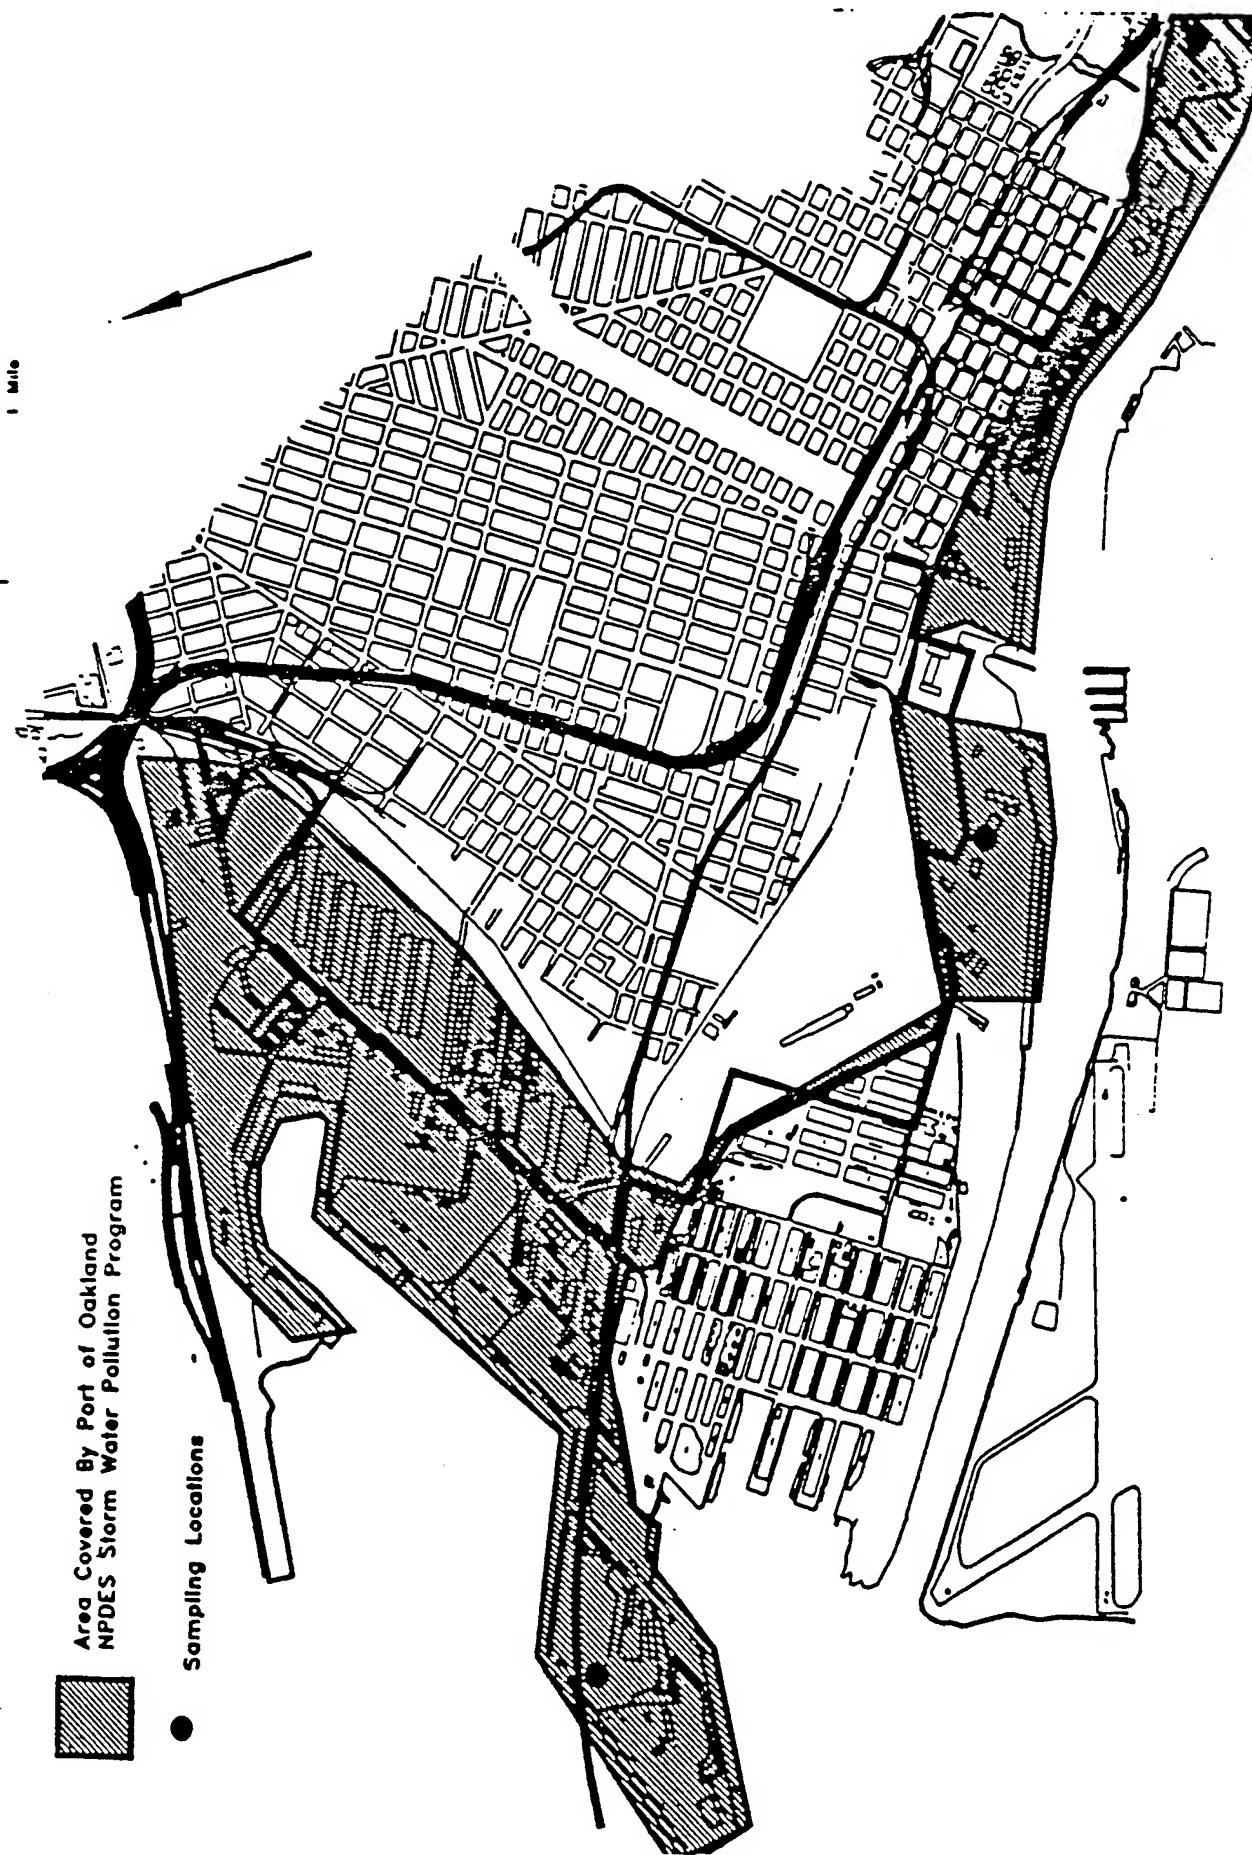 Area Covered By Port of Oakland
NPDES Storm Water Pollution Program
Sampling Locations
1 Mile